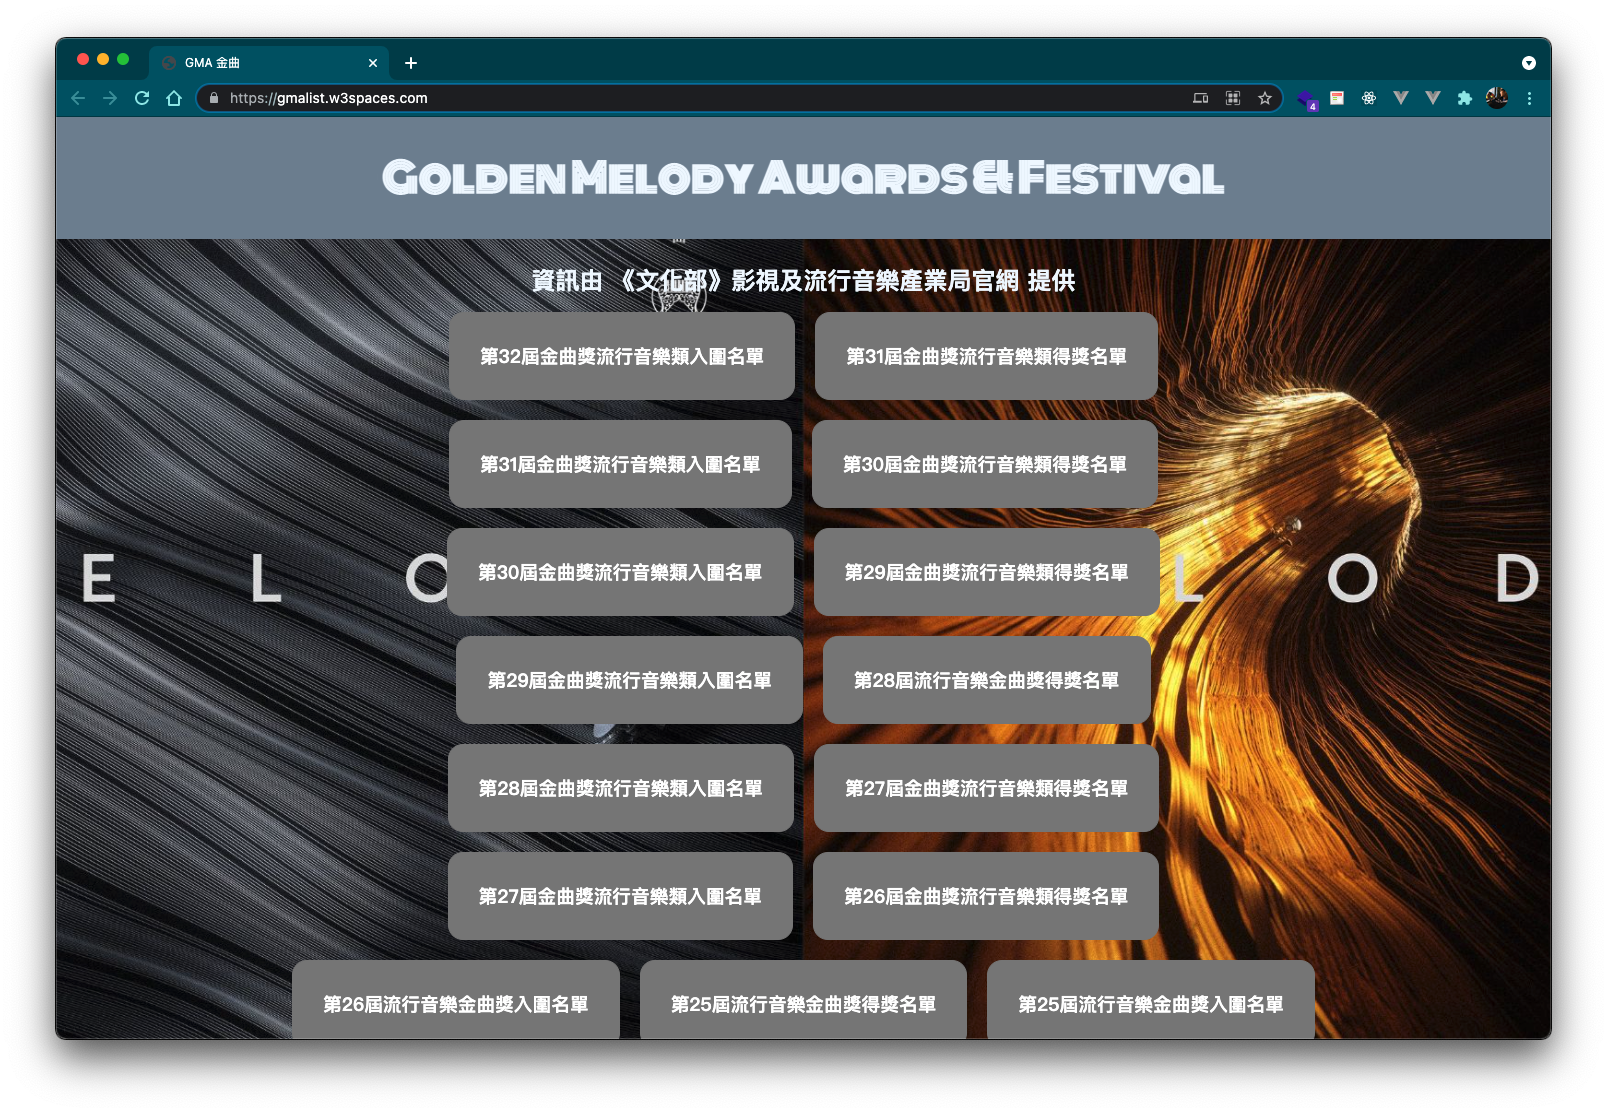 GMA 金曲
https://gmalist.w3spaces.com
4
Golden Melody Awards & Festival
資訊由 《文化部》影視及流行音樂產業局官網 提供
第32屆金曲獎流行音樂類入圍名單
第31屆金曲獎流行音樂類得獎名單
第31屆金曲獎流行音樂類入圍名單
第30屆金曲獎流行音樂類得獎名單
第30屆金曲獎流行音樂類入圍名單
第29屆金曲獎流行音樂類得獎名單
E L O
L O D
第29屆金曲獎流行音樂類入圍名單
第28屆流行音樂金曲獎得獎名單
第28屆金曲獎流行音樂類入圍名單
第27屆金曲獎流行音樂類得獎名單
第27屆金曲獎流行音樂類入圍名單
第26屆金曲獎流行音樂類得獎名單
第26屆流行音樂金曲獎入圍名單
第25屆流行音樂金曲獎得獎名單
第25屆流行音樂金曲獎入圍名單